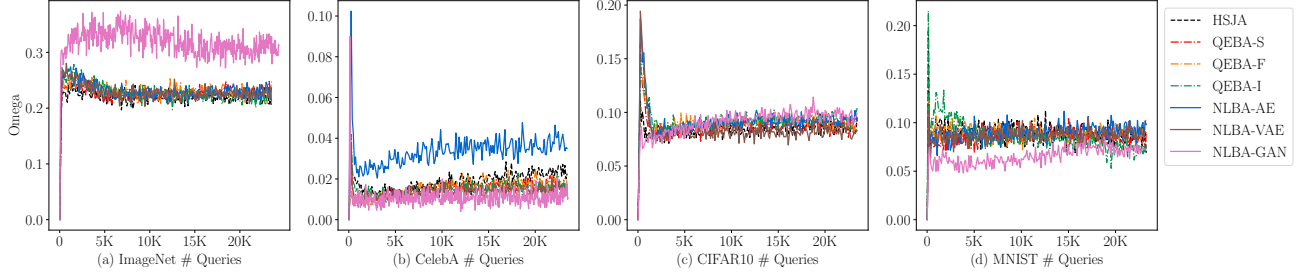 Omega
0.3
0.2
0.1
0.0
0 5K 10K 15K 20K
(a) ImageNet # Queries
0.10
0.08
0.06
0.04
0.02
0.00
0 5K 10K 15K 20K
(b) CelebA # Queries
0.20
0.15
0.10
0.05
0.00
0 5K 10K 15K 20K
(c) CIFAR10 # Queries
0.20
0.15
0.10
0.05
0.00
0 5K 10K 15K 20K
(d) MNIST # Queries
HSJA
QEBA-S
QEBA-F
QEBA-I
NLBA-AE
NLBA-VAE
NLBA-GAN